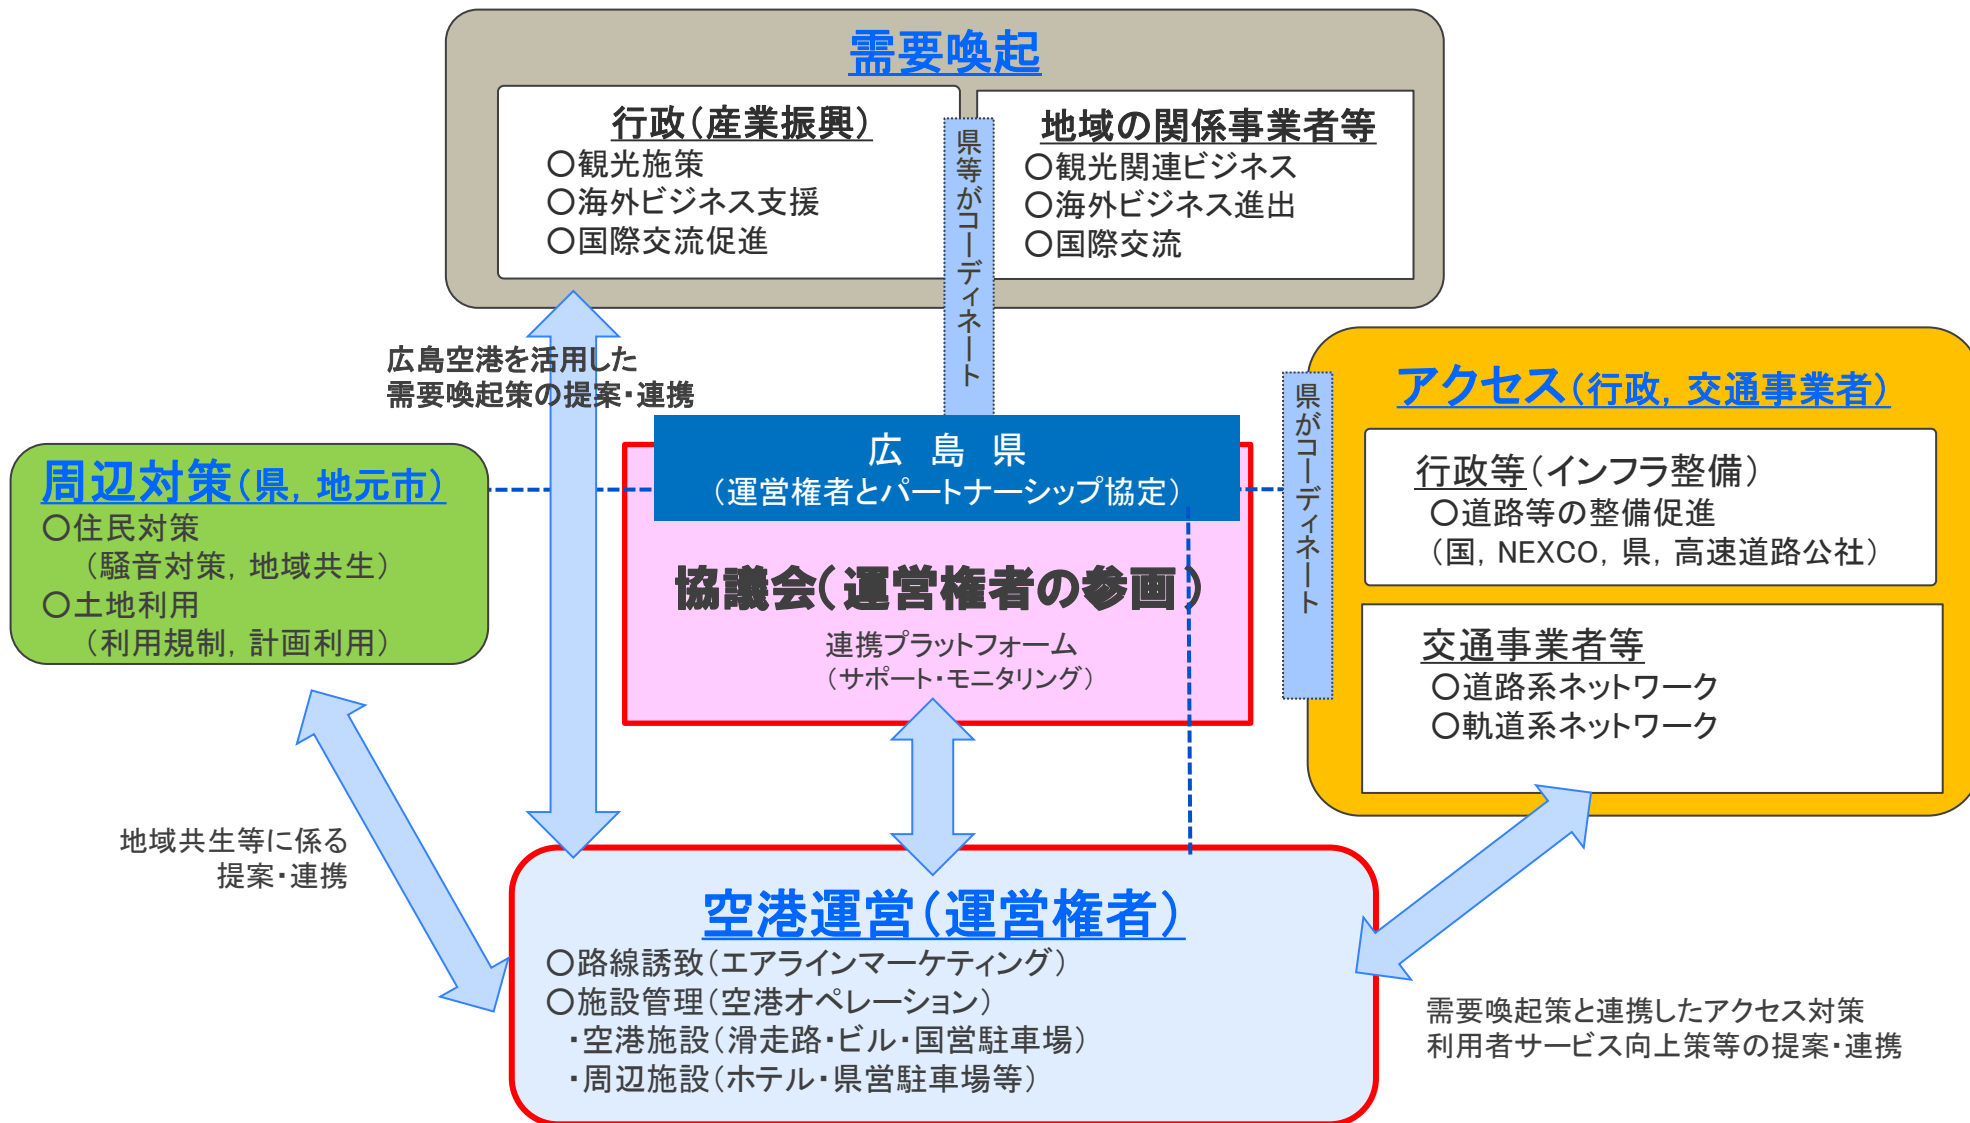 需要喚起
行政（産業振興）
〇観光施策
〇海外ビジネス支援
〇国際交流促進
地域の関係事業者等
〇観光関連ビジネス
〇海外ビジネス進出
〇国際交流
県等がコーディネート
広島空港を活用した
需要喚起策の提案・連携
アクセス（行政，交通事業者）
行政等（インフラ整備）
〇道路等の整備促進
（国，NEXCO，県，高速道路公社）
交通事業者等
〇道路系ネットワーク
〇軌道系ネットワーク
県がコーディネート
広　島　県
（運営権者とパートナーシップ協定）
協議会（運営権者の参画）
連携プラットフォーム
（サポート・モニタリング）
周辺対策（県，地元市）
〇住民対策
（騒音対策，地域共生）
〇土地利用
（利用規制，計画利用）
地域共生等に係る
提案・連携
空港運営（運営権者）
〇路線誘致（エアラインマーケティング）
〇施設管理（空港オペレーション）
・空港施設（滑走路・ビル・国営駐車場）
・周辺施設（ホテル・県営駐車場等）
需要喚起策と連携したアクセス対策
利用者サービス向上策等の提案・連携